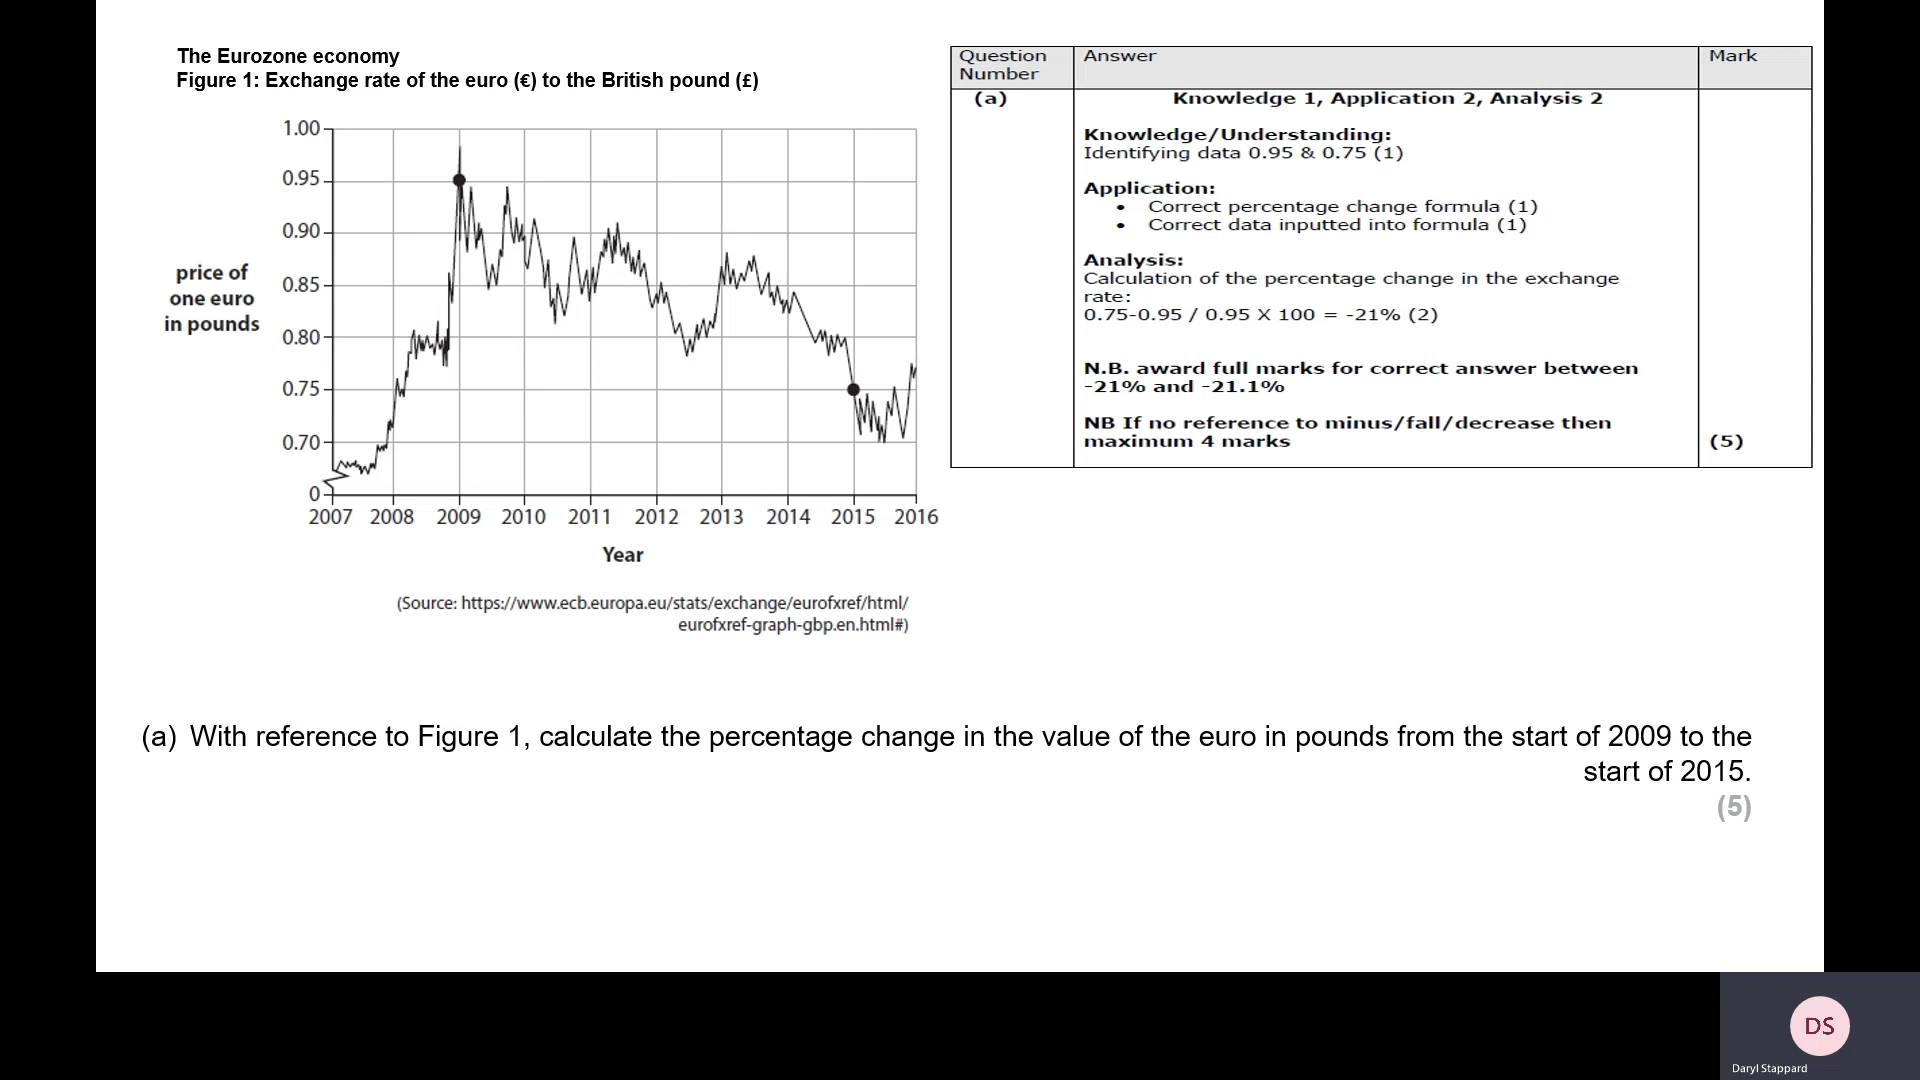 The Eurozone economy
Figure 1: Exchange rate of the euro (€) to the British pound (£)
1.00
0.95
0.90
0.85
0.80
0.75
0.70
0
price of
one euro
in pounds
2007 2008 2009 2010 2011 2012 2013 2014 2015 2016
Year
(Source: https://www.ecb.europa.eu/stats/exchange/eurofxref/html/
eurofxref-graph-gbp.en.html#)
Question
Number
Answer
Mark
(a)
Knowledge 1, Application 2, Analysis 2
Knowledge/Understanding:
Identifying data 0.95 & 0.75 (1)
Application:
• Correct percentage change formula (1)
• Correct data inputted into formula (1)
Analysis:
Calculation of the percentage change in the exchange
rate:
0.75-0.95 / 0.95 X 100 = -21% (2)
N.B. award full marks for correct answer between
-21% and -21.1%
NB If no reference to minus/fall/decrease then
maximum 4 marks
(5)
(a) With reference to Figure 1, calculate the percentage change in the value of the euro in pounds from the start of 2009 to the
start of 2015.
(5)
DS
Daryl Stappard